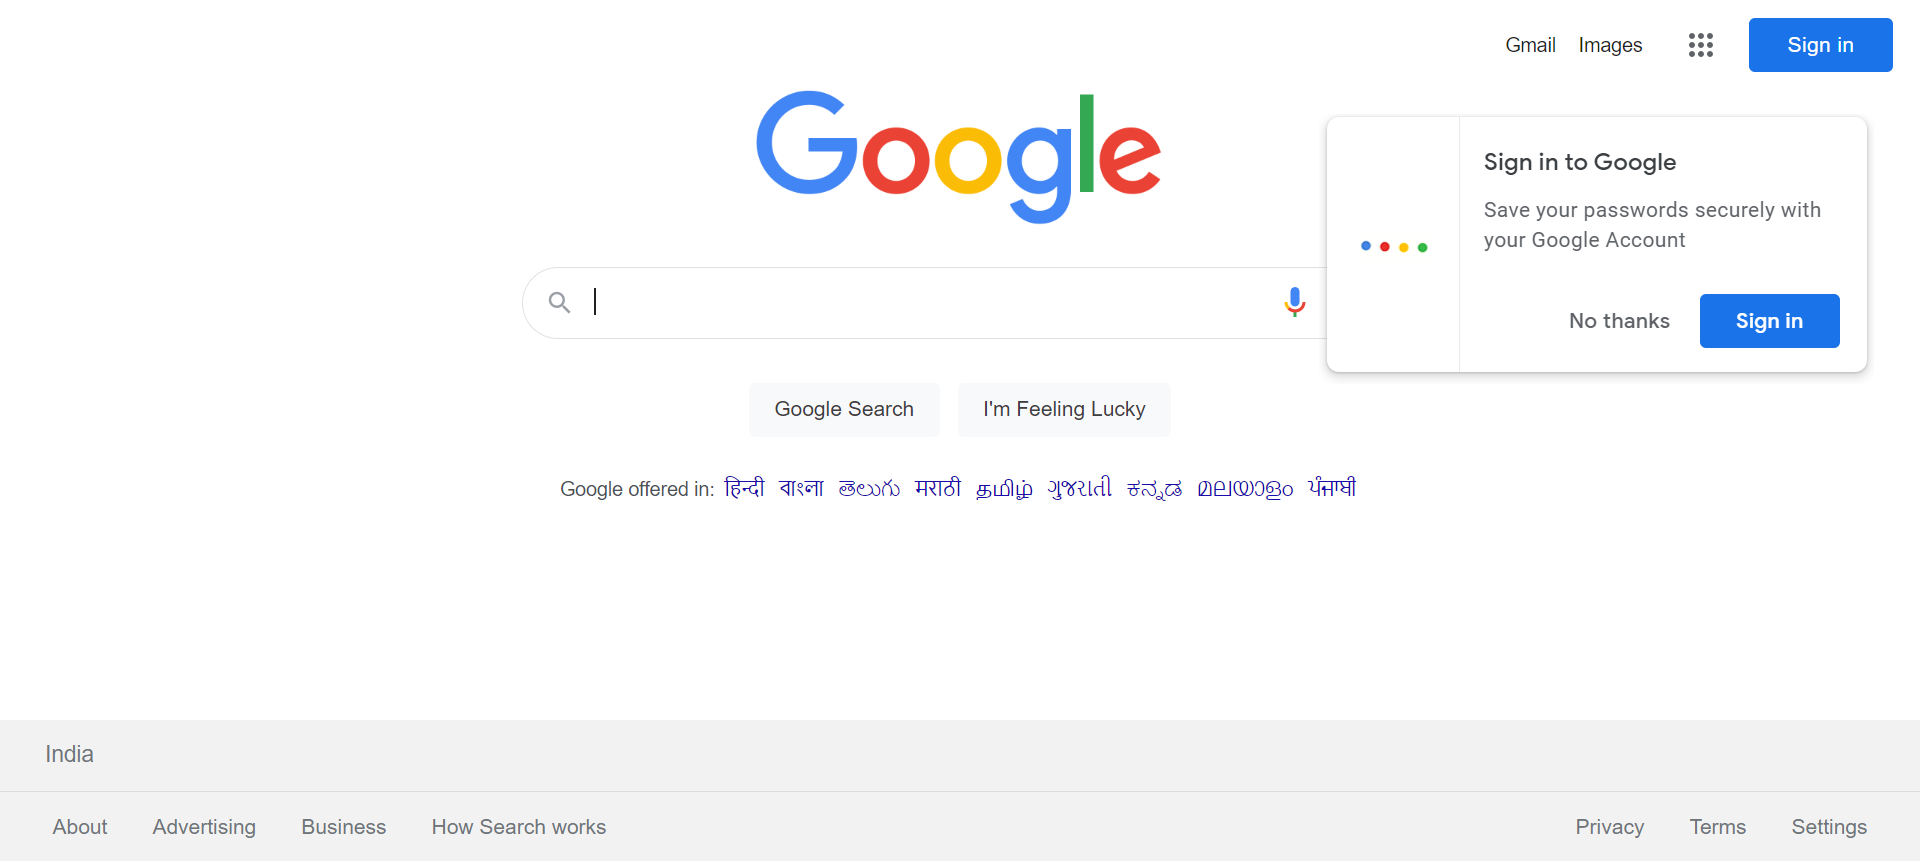 Gmail Images Sign in
Google
Sign in to Google
Save your passwords securely with
your Google Account
No thanks Sign in
Google Search I'm Feeling Lucky
Google offered in: हिन्दी বাংলা తెలుగు मराठी தமிழ் ગુજરાતી ಕನ್ನಡ മലയാളം ਪੰਜਾਬੀ
India
About Advertising Business How Search works Privacy Terms Settings